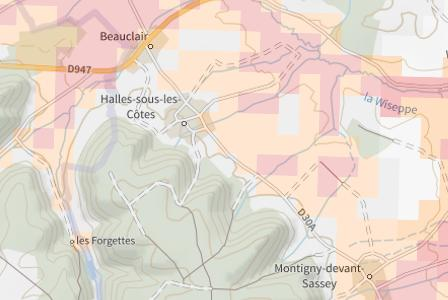 Beauclair
D947
la Wiseppe
Halles-sous-les-
Côtes
D30A
les Forgettes
Montigny-devant-
Sassey